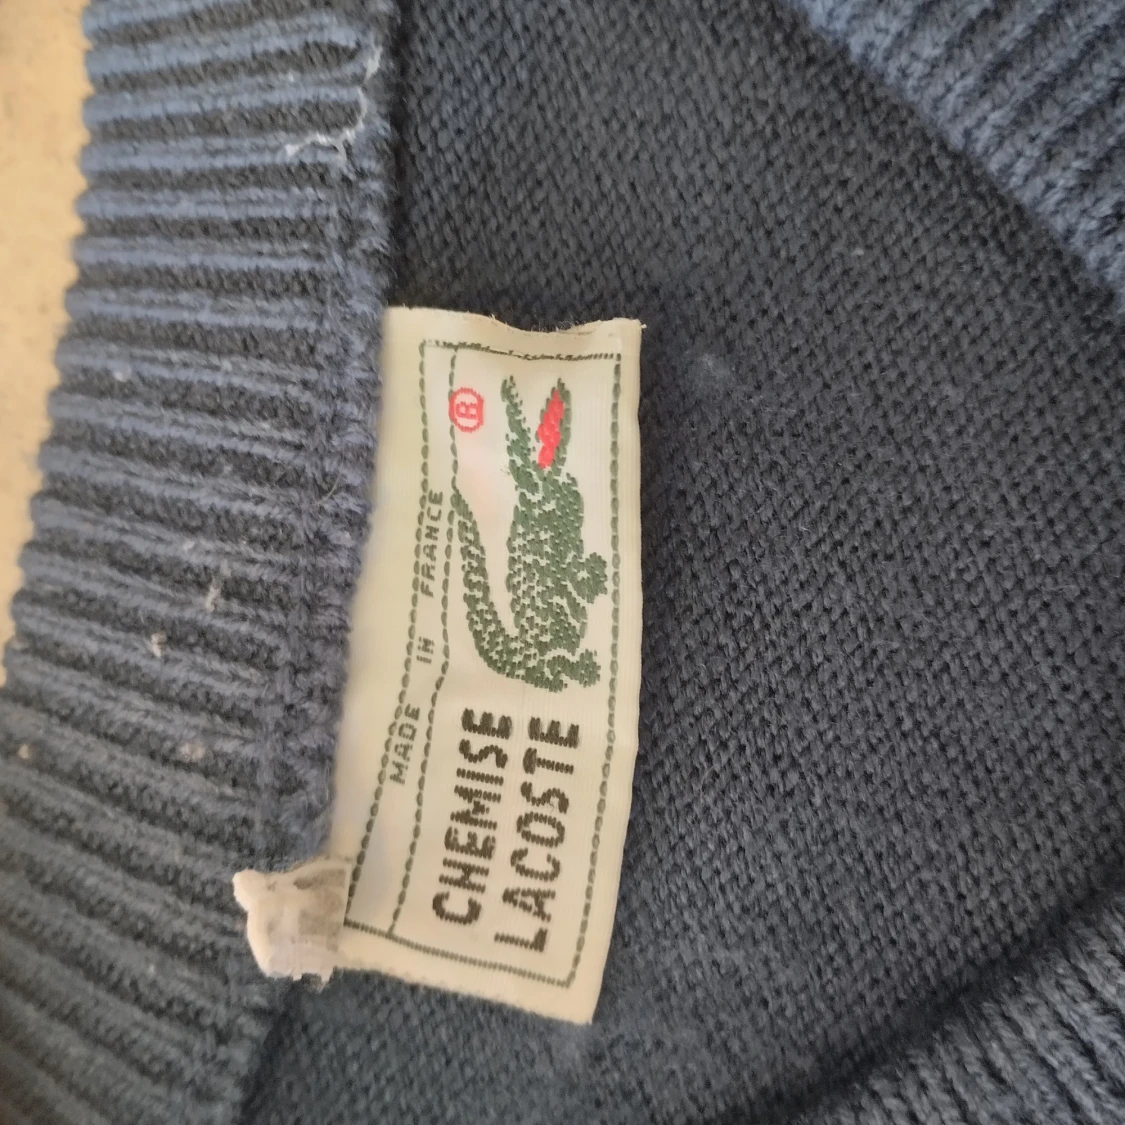 ®
CHEMISE
LACOSTE
MADE IN FRANCE